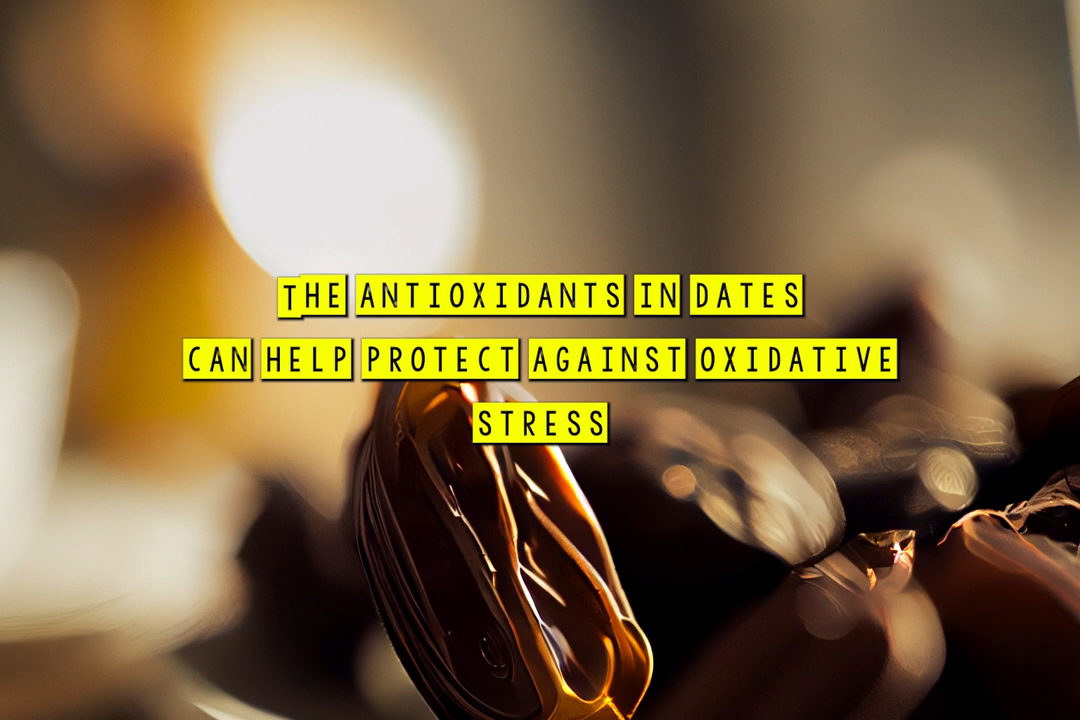 THE ANTIOXIDANTS IN DATES
CAN HELP PROTECT AGAINST OXIDATIVE
STRESS